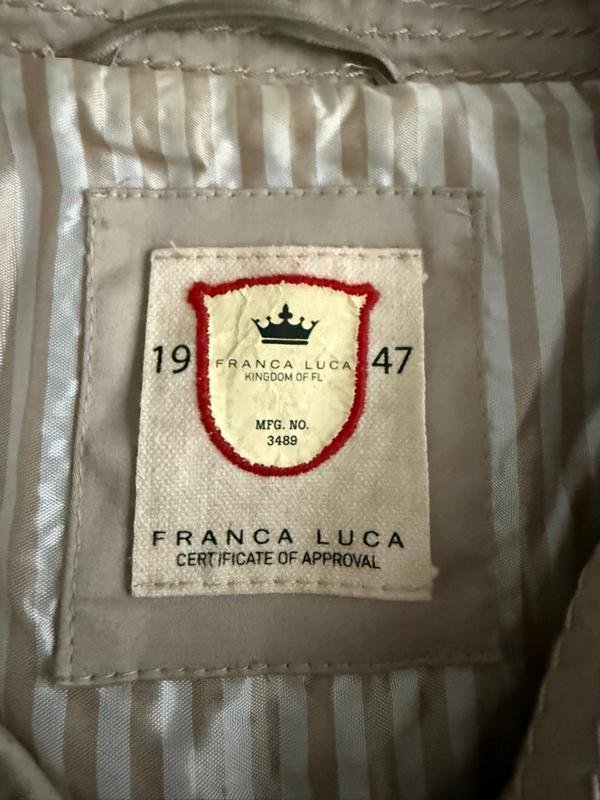 19 47
FRANCA LUCA
KINGDOM OF FL
MFG. NO.
3489
FRANCA LUCA
CERTIFICATE OF APPROVAL